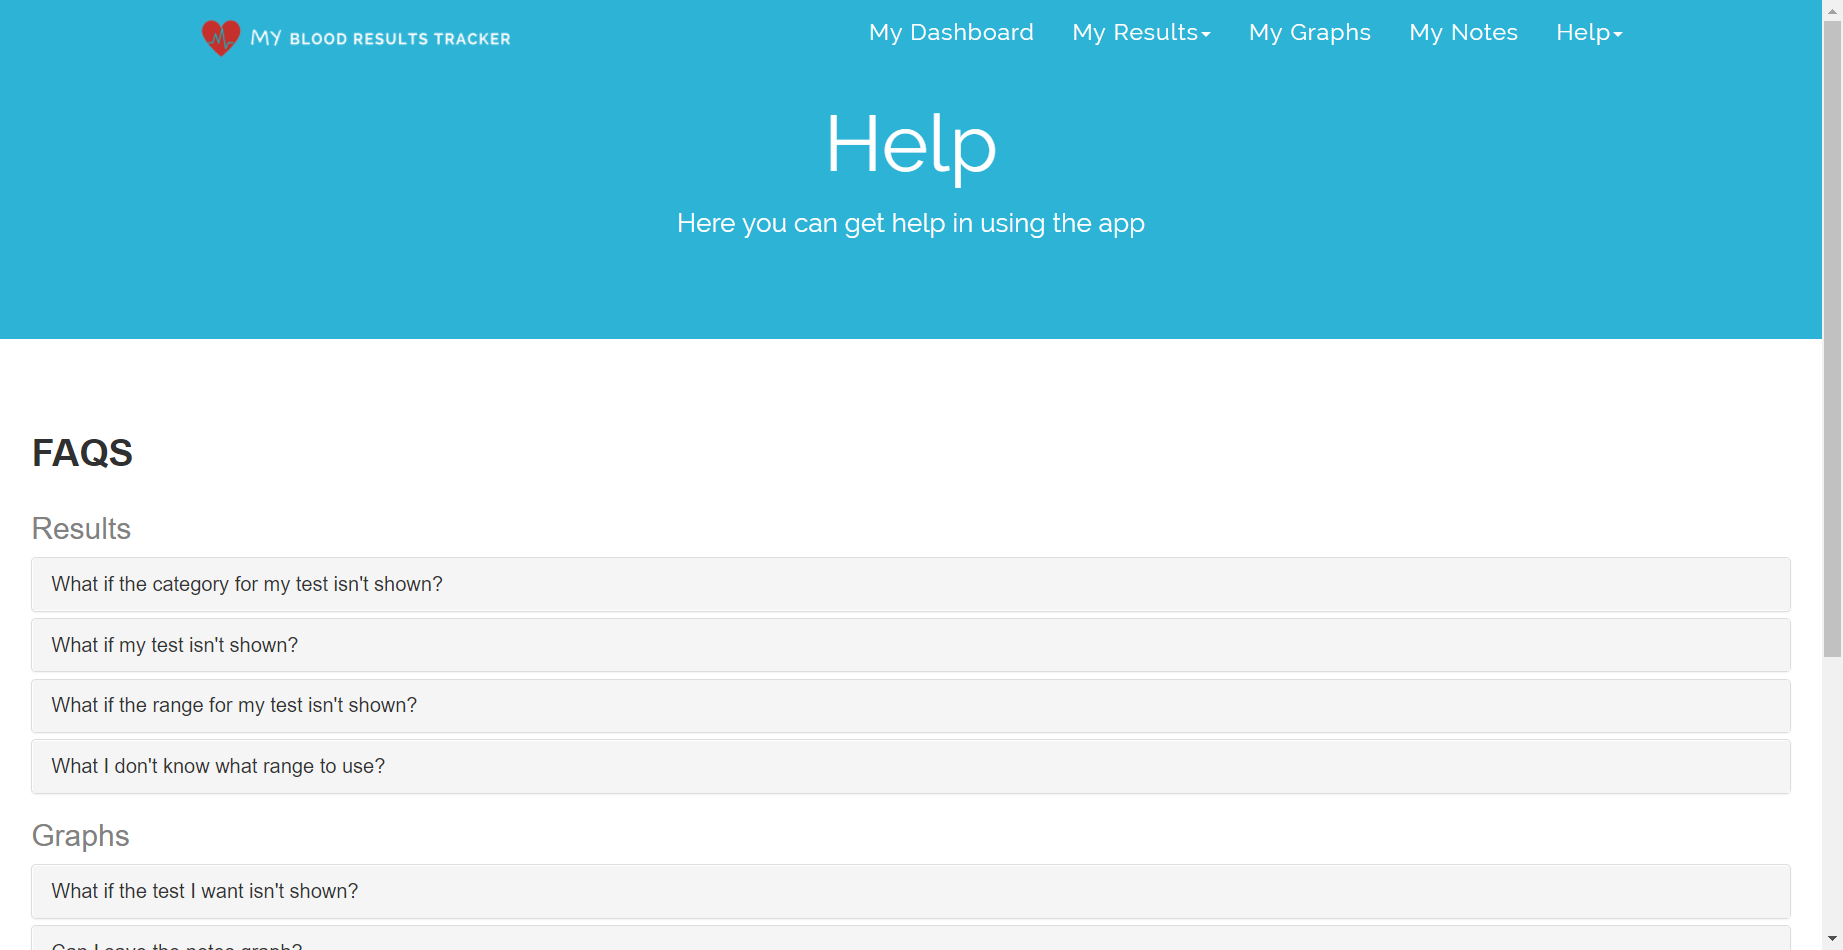 My BLOOD RESULTS TRACKER
My Dashboard My Results My Graphs My Notes Help
Help
Here you can get help in using the app
FAQS
Results
What if the category for my test isn't shown?
What if my test isn't shown?
What if the range for my test isn't shown?
What I don't know what range to use?
Graphs
What if the test I want isn't shown?
the notes graph?